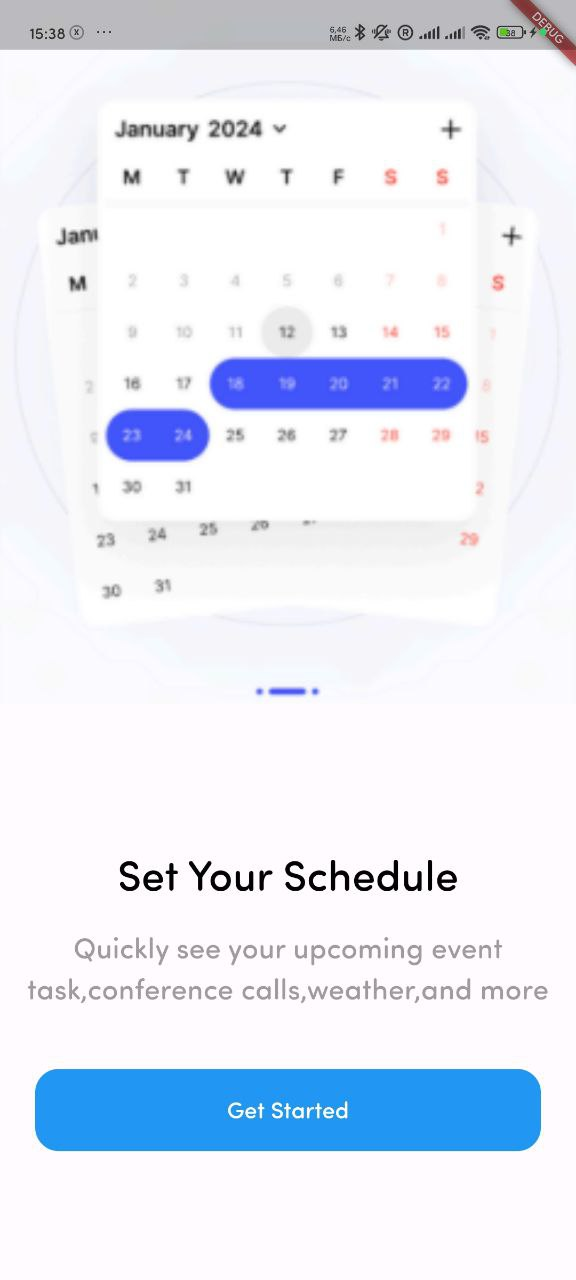 15:38 ...
6,46
МБ/с
R
38
DEBUG
January 2024
M T W T F S S
1
2 3 4 5 6 7 8
9 10 11 12 13 14 15
16 17 18 19 20 21 22
23 24 25 26 27 28 29
30 31
Janu
M S
23 24 25 26 29
30 31
Set Your Schedule
Quickly see your upcoming event
task,conference calls,weather,and more
Get Started